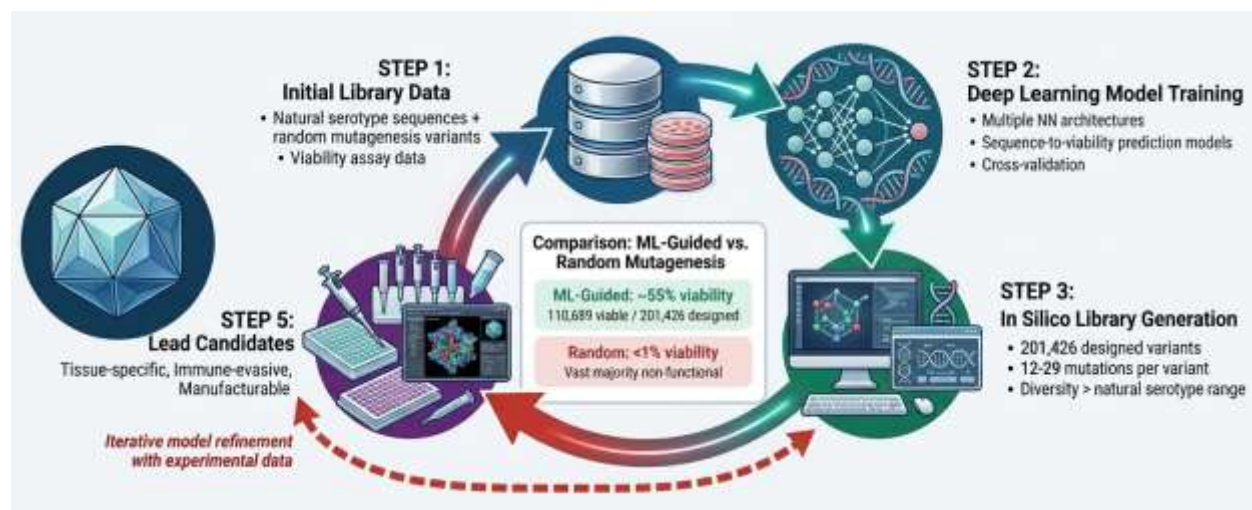 STEP 1:
Initial Library Data
• Natural serotype sequences +
random mutagenesis variants
• Viability assay data
STEP 2:
Deep Learning Model Training
• Multiple NN architectures
• Sequence-to-viability prediction models
• Cross-validation
Comparison: ML-Guided vs.
Random Mutagenesis
ML-Guided: ~55% viability
110,689 viable / 201,426 designed
Random: <1% viability
Vast majority non-functional
STEP 3:
In Silico Library Generation
• 201,426 designed variants
• 12-29 mutations per variant
• Diversity > natural serotype range
STEP 5:
Lead Candidates
Tissue-specific, Immune-evasive,
Manufacturable
Iterative model refinement
with experimental data